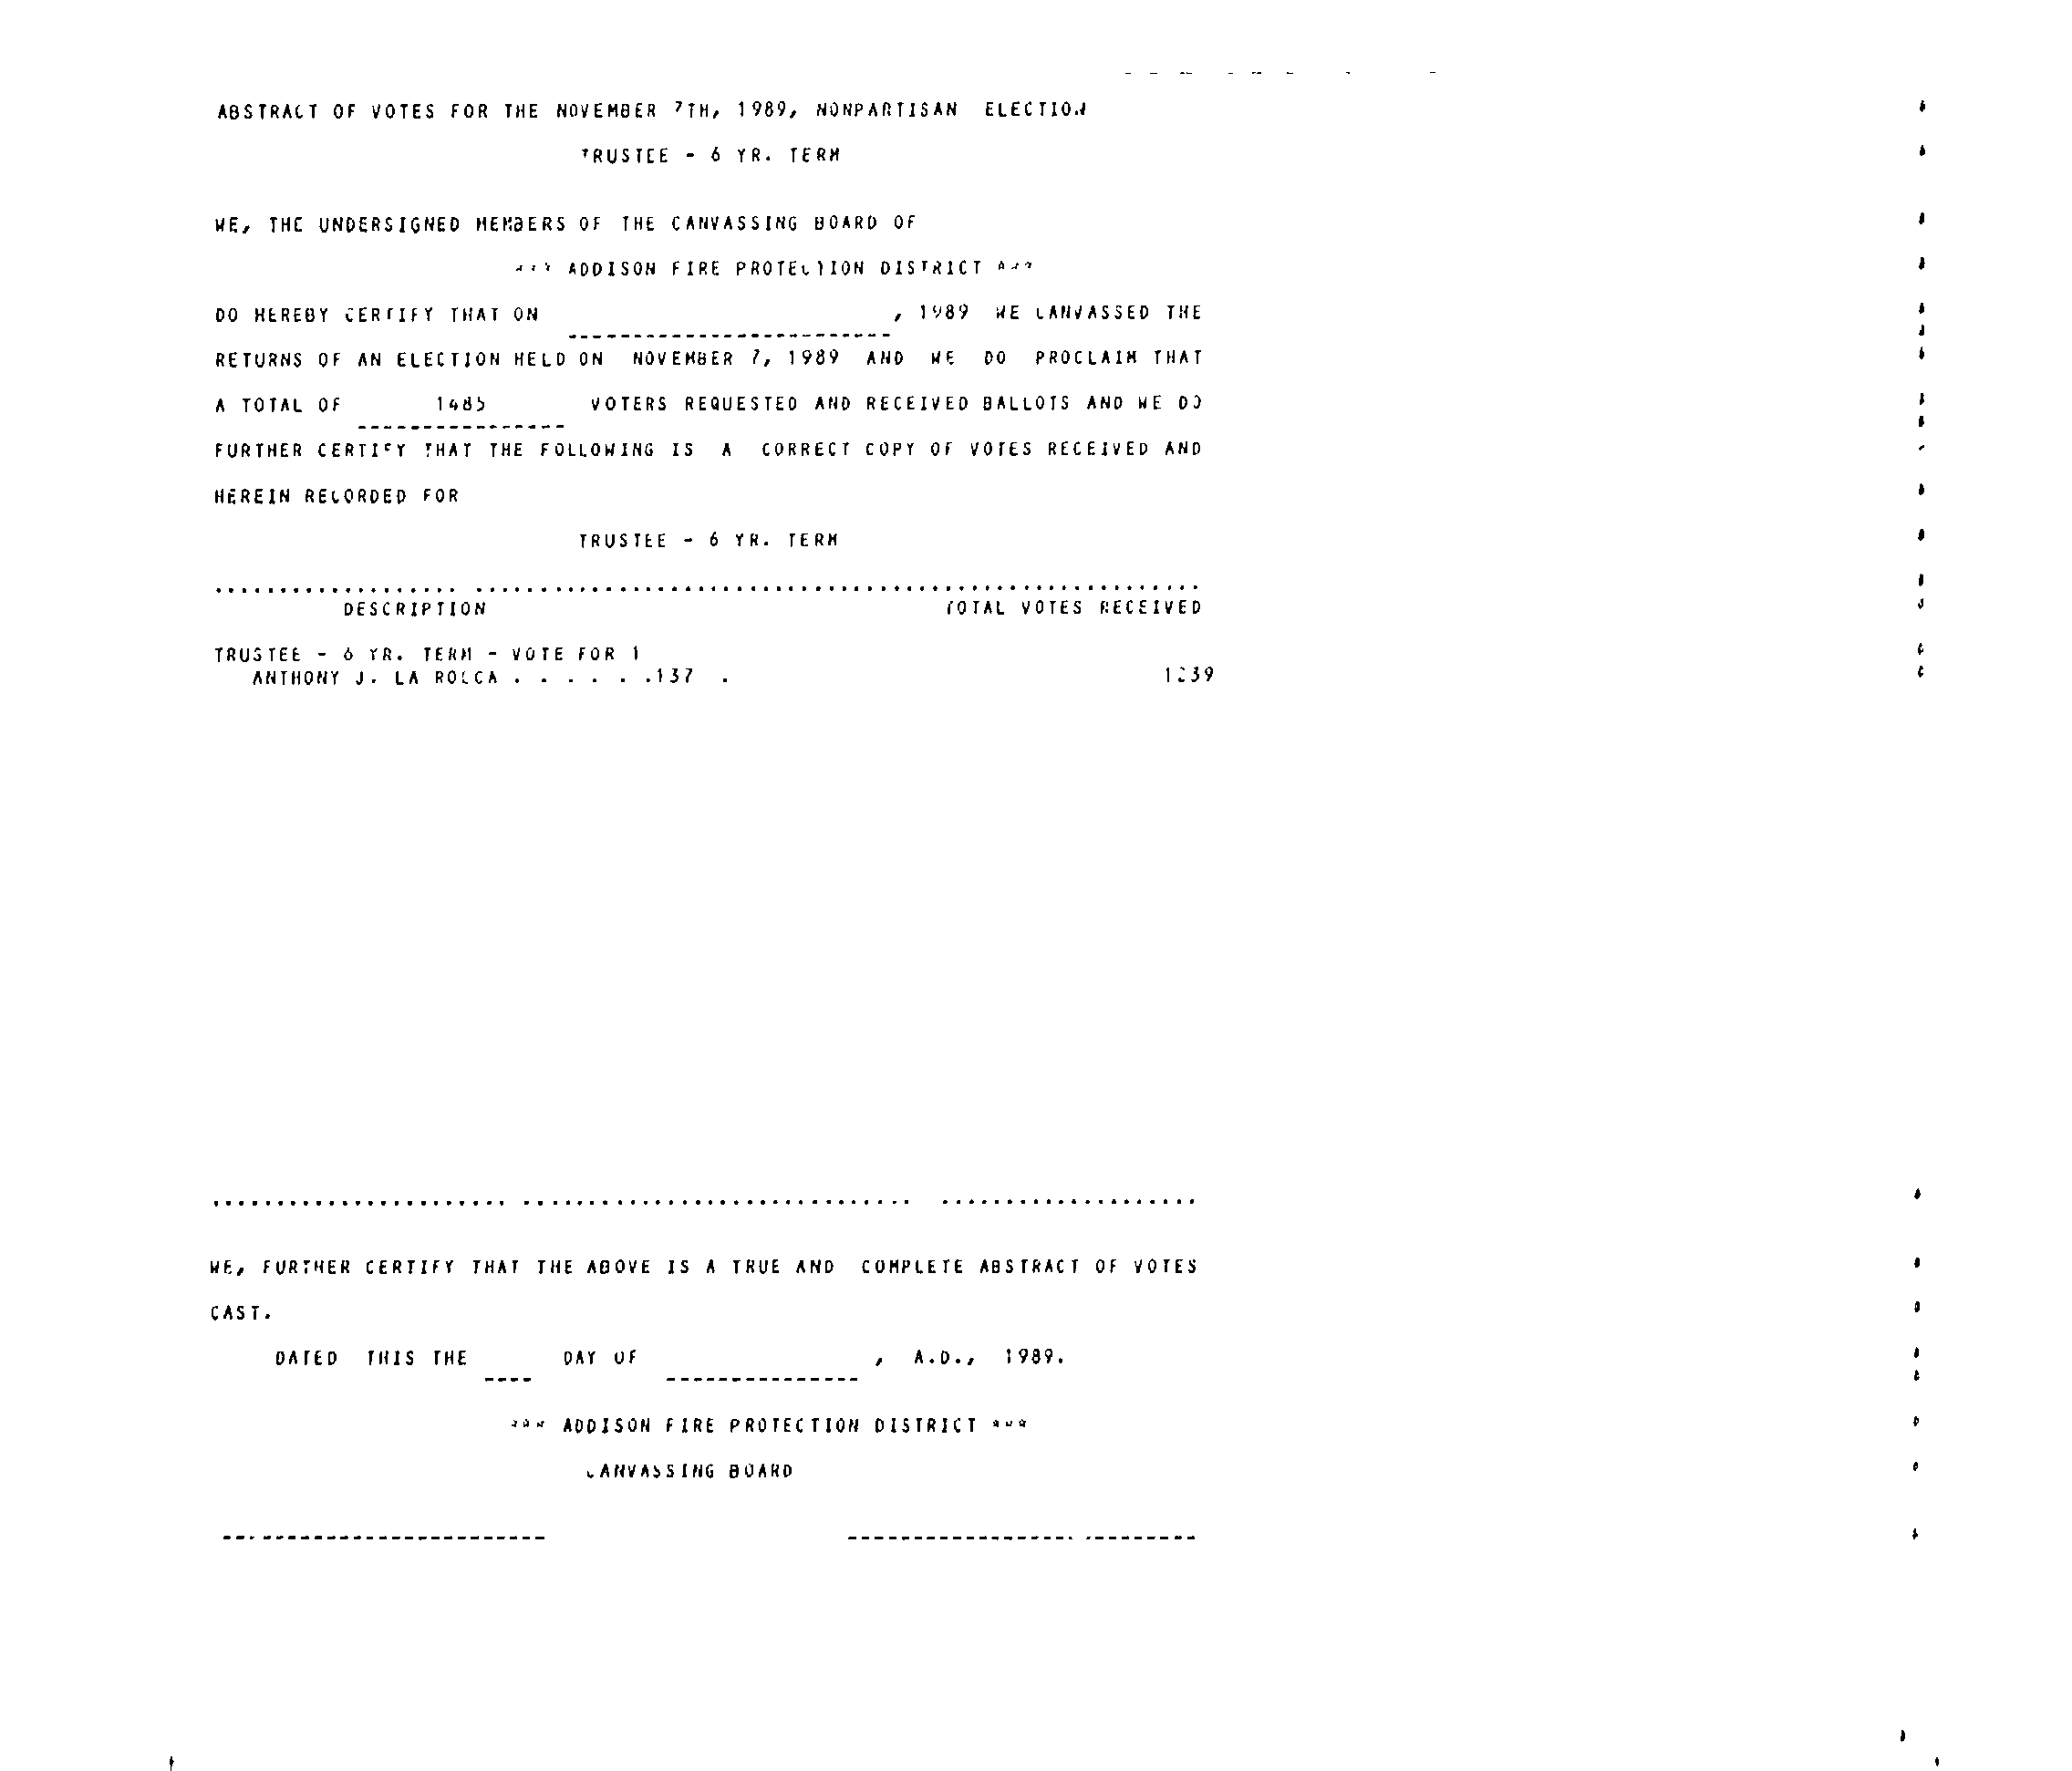 ABSTRACT OF VOTES FOR THE NOVEMBER 7TH, 1989, NONPARTISAN ELECTION
TRUSTEE - 6 YR. TERM
WE, THE UNDERSIGNED MEMBERS OF THE CANVASSING BOARD OF
*** ADDISON FIRE PROTECTION DISTRICT ***
DO HEREBY CERTIFY THAT ON ________________________, 1989 WE CANVASSED THE
RETURNS OF AN ELECTION HELD ON NOVEMBER 7, 1989 AND WE DO PROCLAIM THAT
A TOTAL OF 1485 VOTERS REQUESTED AND RECEIVED BALLOTS AND WE DO
FURTHER CERTIFY THAT THE FOLLOWING IS A CORRECT COPY OF VOTES RECEIVED AND
HEREIN RECORDED FOR
TRUSTEE - 6 YR. TERM
DESCRIPTION TOTAL VOTES RECEIVED
TRUSTEE - 6 YR. TERM - VOTE FOR 1
ANTHONY J. LA ROCCA . . . . . .137 .
WE, FURTHER CERTIFY THAT THE ABOVE IS A TRUE AND COMPLETE ABSTRACT OF VOTES
CAST.
DATED THIS THE ____ DAY OF _______________, A.D., 1989.
*** ADDISON FIRE PROTECTION DISTRICT ***
CANVASSING BOARD